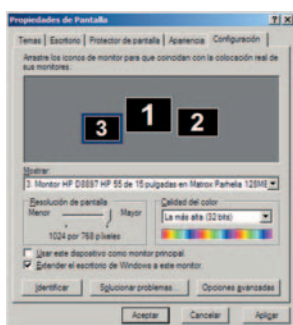 Propiedades de Pantalla
Temas Escritorio Protector de pantalla Apariencia Configuración
Arrastre los iconos de monitor para que coincidan con la colocación real de
sus monitores.
3 1 2
Mostrar:
3. Monitor HP D8897 HP 55 de 15 pulgadas en Matrox Parhelia 128ME
Resolución de pantalla
Menor Mayor
1024 por 768 píxeles
Calidad del color
La más alta (32 bits)
Usar este dispositivo como monitor principal.
Extender el escritorio de Windows a este monitor.
Identificar Solucionar problemas... Opciones avanzadas
Aceptar Cancelar Aplicar